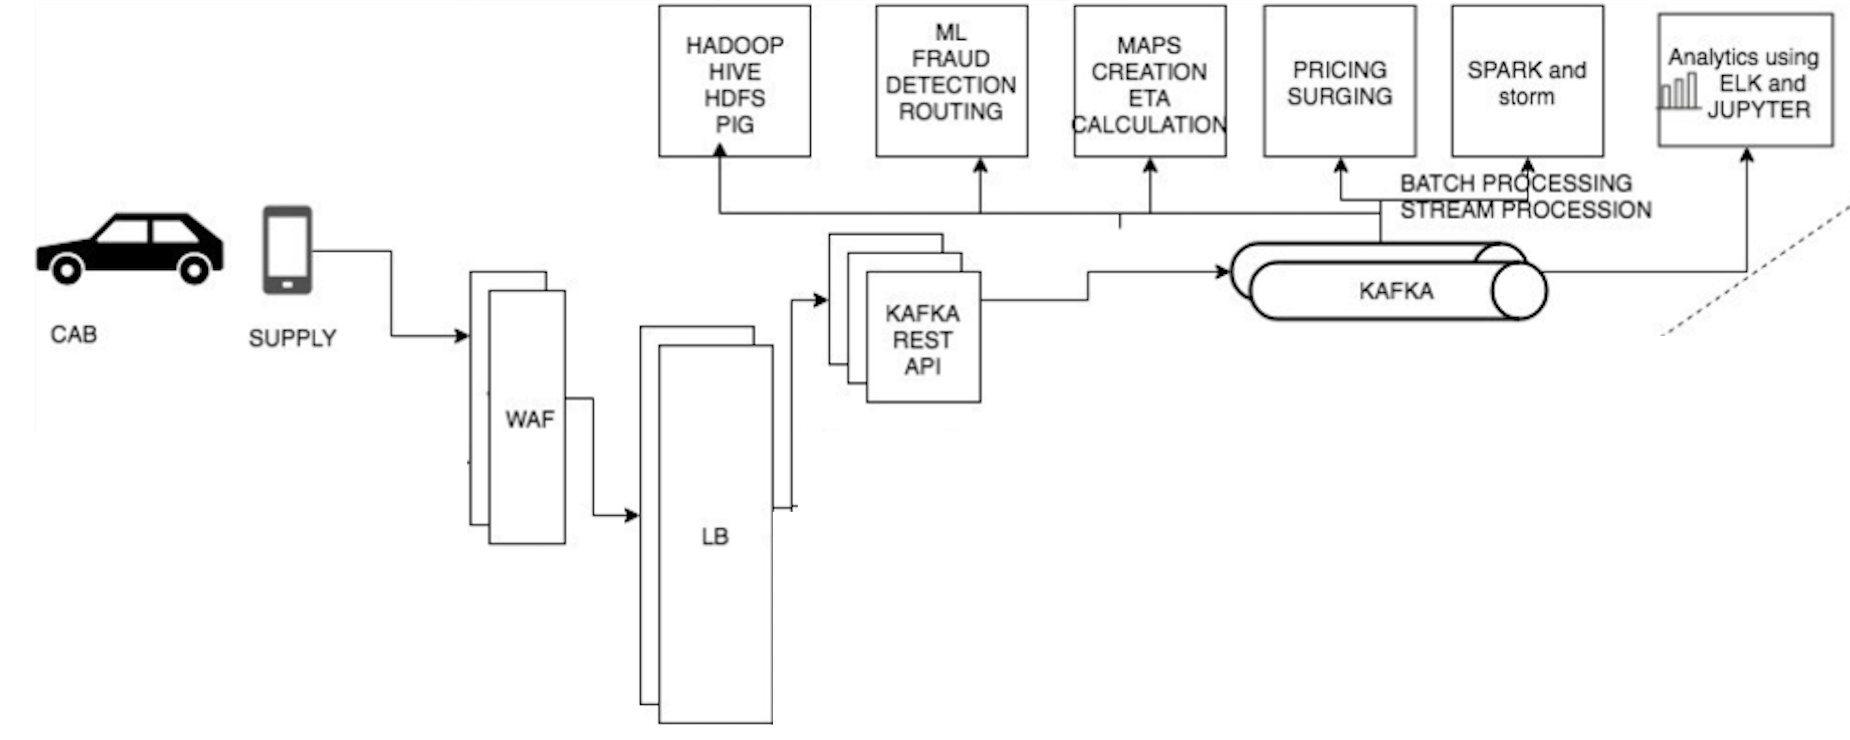 HADOOP
HIVE
HDFS
PIG
ML
FRAUD
DETECTION
ROUTING
MAPS
CREATION
ETA
CALCULATION
PRICING
SURGING
SPARK and
storm
Analytics using
ELK and
JUPYTER
BATCH PROCESSING
STREAM PROCESSION
CAB
SUPPLY
WAF
LB
KAFKA
REST
API
KAFKA